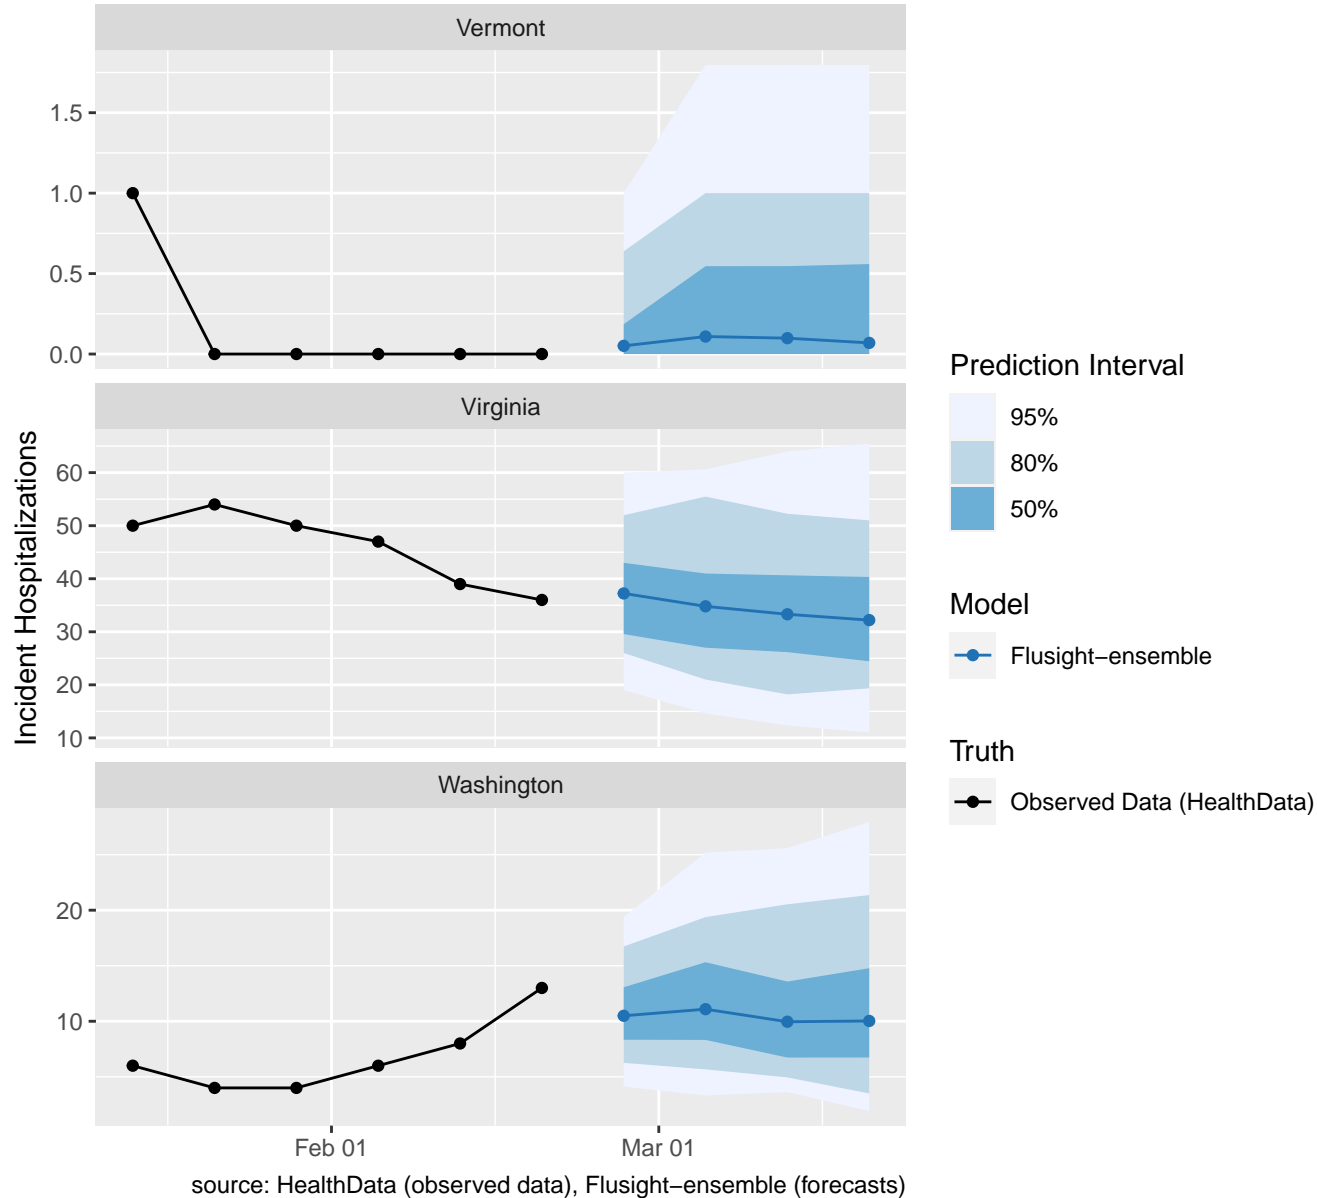 Vermont
1.5
1.0
0.5
0.0
Virginia
60
50
40
30
20
10
Washington
20
10
Incident Hospitalizations
Feb 01
Mar 01
source: HealthData (observed data), Flusight−ensemble (forecasts)
Prediction Interval
95%
80%
50%
Model
Flusight−ensemble
Truth
Observed Data (HealthData)